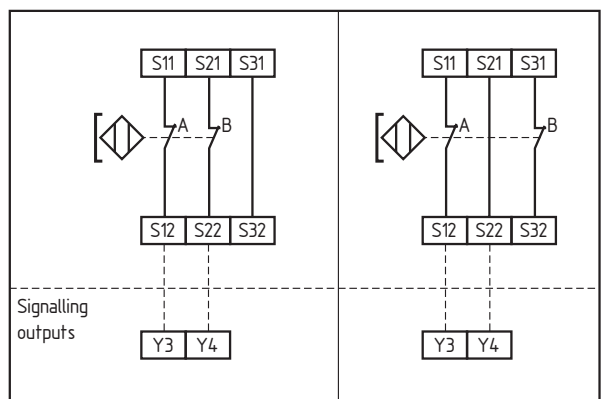 S11 S21 S31 S11 S21 S31
A B A B
S12 S22 S32 S12 S22 S32
Signalling
outputs
Y3 Y4 Y3 Y4